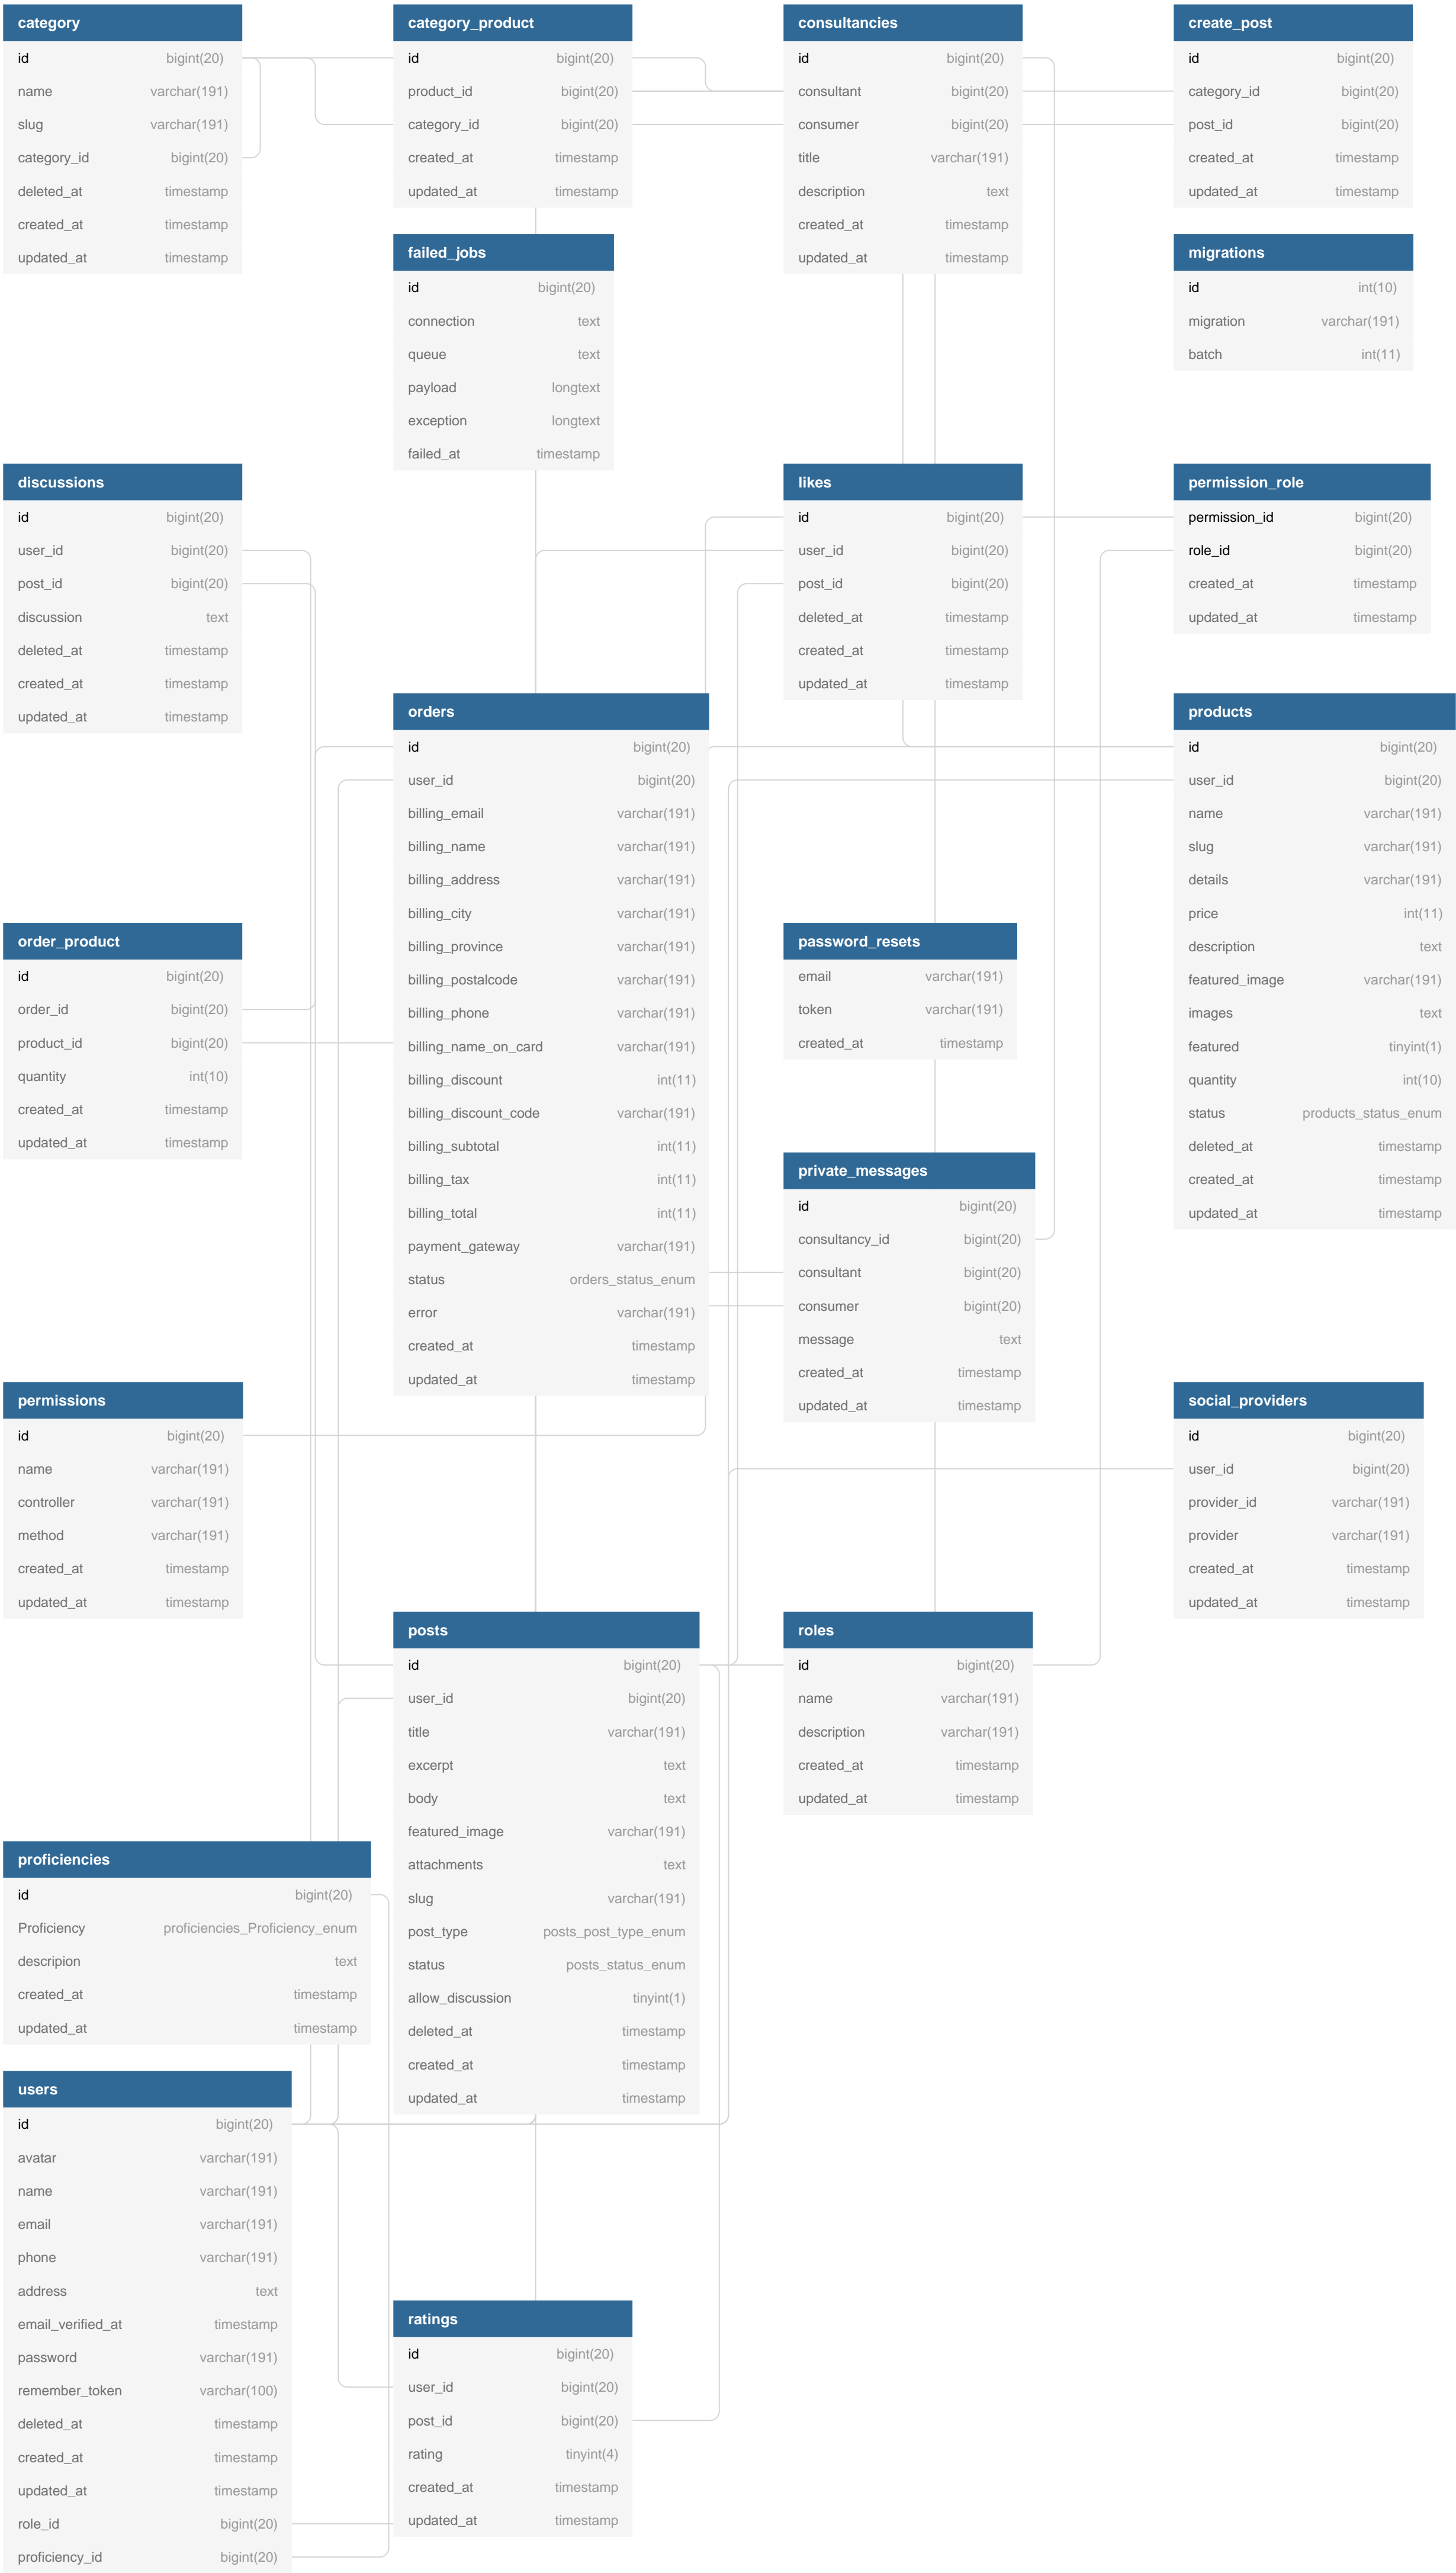 category
id bigint(20)
name varchar(191)
slug varchar(191)
category_id bigint(20)
deleted_at timestamp
created_at timestamp
updated_at timestamp
category_product
id bigint(20)
product_id bigint(20)
category_id bigint(20)
created_at timestamp
updated_at timestamp
consultancies
id bigint(20)
consultant bigint(20)
consumer bigint(20)
title varchar(191)
description text
created_at timestamp
updated_at timestamp
create_post
id bigint(20)
category_id bigint(20)
post_id bigint(20)
created_at timestamp
updated_at timestamp
failed_jobs
id bigint(20)
connection text
queue text
payload longtext
exception longtext
failed_at timestamp
migrations
id int(10)
migration varchar(191)
batch int(11)
discussions
id bigint(20)
user_id bigint(20)
post_id bigint(20)
discussion text
deleted_at timestamp
created_at timestamp
updated_at timestamp
likes
id bigint(20)
user_id bigint(20)
post_id bigint(20)
deleted_at timestamp
created_at timestamp
updated_at timestamp
permission_role
permission_id bigint(20)
role_id bigint(20)
created_at timestamp
updated_at timestamp
orders
id bigint(20)
user_id bigint(20)
billing_email varchar(191)
billing_name varchar(191)
billing_address varchar(191)
billing_city varchar(191)
billing_province varchar(191)
billing_postalcode varchar(191)
billing_phone varchar(191)
billing_name_on_card varchar(191)
billing_discount int(11)
billing_discount_code varchar(191)
billing_subtotal int(11)
billing_tax int(11)
billing_total int(11)
payment_gateway varchar(191)
status orders_status_enum
error varchar(191)
created_at timestamp
updated_at timestamp
products
id bigint(20)
user_id bigint(20)
name varchar(191)
slug varchar(191)
details varchar(191)
price int(11)
description text
featured_image varchar(191)
images text
featured tinyint(1)
quantity int(10)
status products_status_enum
deleted_at timestamp
created_at timestamp
updated_at timestamp
order_product
id bigint(20)
order_id bigint(20)
product_id bigint(20)
quantity int(10)
created_at timestamp
updated_at timestamp
password_resets
email varchar(191)
token varchar(191)
created_at timestamp
private_messages
id bigint(20)
consultancy_id bigint(20)
consultant bigint(20)
consumer bigint(20)
message text
created_at timestamp
updated_at timestamp
permissions
id bigint(20)
name varchar(191)
controller varchar(191)
method varchar(191)
created_at timestamp
updated_at timestamp
social_providers
id bigint(20)
user_id bigint(20)
provider_id varchar(191)
provider varchar(191)
created_at timestamp
updated_at timestamp
posts
id bigint(20)
user_id bigint(20)
title varchar(191)
excerpt text
body text
featured_image varchar(191)
attachments text
slug varchar(191)
post_type posts_post_type_enum
status posts_status_enum
allow_discussion tinyint(1)
deleted_at timestamp
created_at timestamp
updated_at timestamp
roles
id bigint(20)
name varchar(191)
description varchar(191)
created_at timestamp
updated_at timestamp
proficiencies
id bigint(20)
Proficiency proficiencies_Proficiency_enum
descripion text
created_at timestamp
updated_at timestamp
users
id bigint(20)
avatar varchar(191)
name varchar(191)
email varchar(191)
phone varchar(191)
address text
email_verified_at timestamp
password varchar(191)
remember_token varchar(100)
deleted_at timestamp
created_at timestamp
updated_at timestamp
role_id bigint(20)
proficiency_id bigint(20)
ratings
id bigint(20)
user_id bigint(20)
post_id bigint(20)
rating tinyint(4)
created_at timestamp
updated_at timestamp